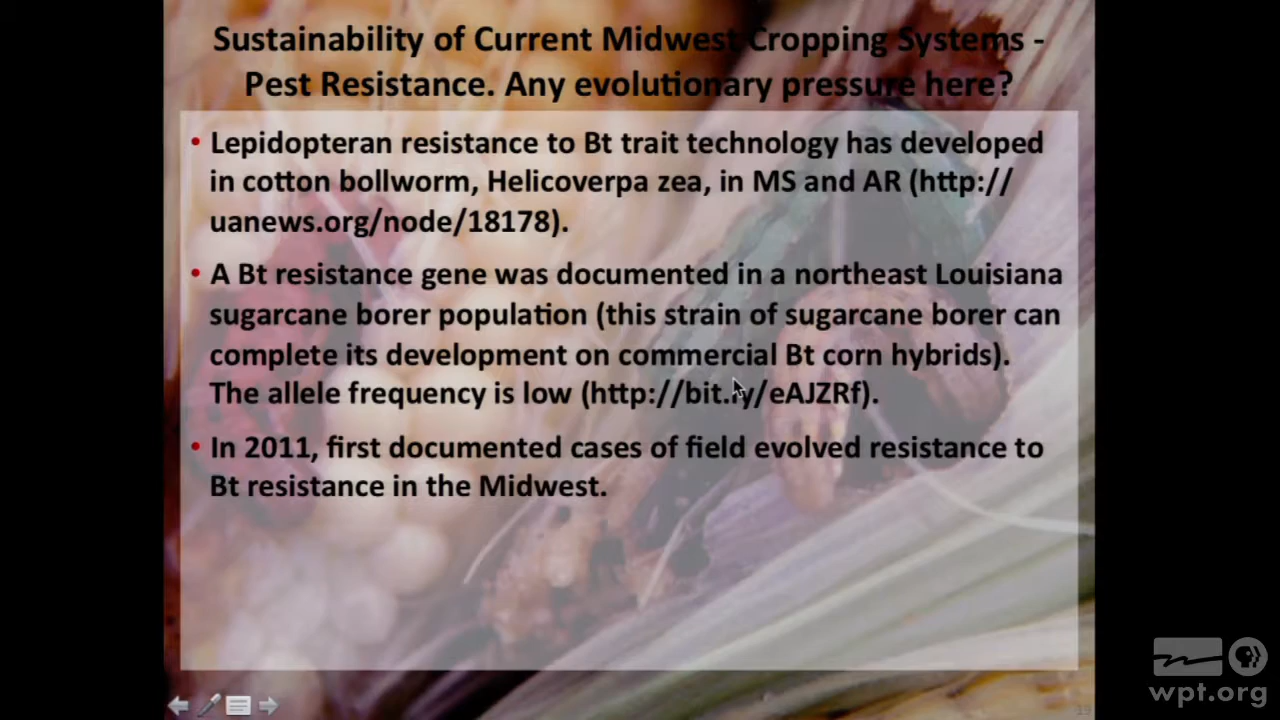 Sustainability of Current Midwest Cropping Systems -
Pest Resistance. Any evolutionary pressure here?
• Lepidopteran resistance to Bt trait technology has developed
in cotton bollworm, Helicoverpa zea, in MS and AR (http://
uanews.org/node/18178).
• A Bt resistance gene was documented in a northeast Louisiana
sugarcane borer population (this strain of sugarcane borer can
complete its development on commercial Bt corn hybrids).
The allele frequency is low (http://bit.ly/eAJZRf).
• In 2011, first documented cases of field evolved resistance to
Bt resistance in the Midwest.
wpt.org